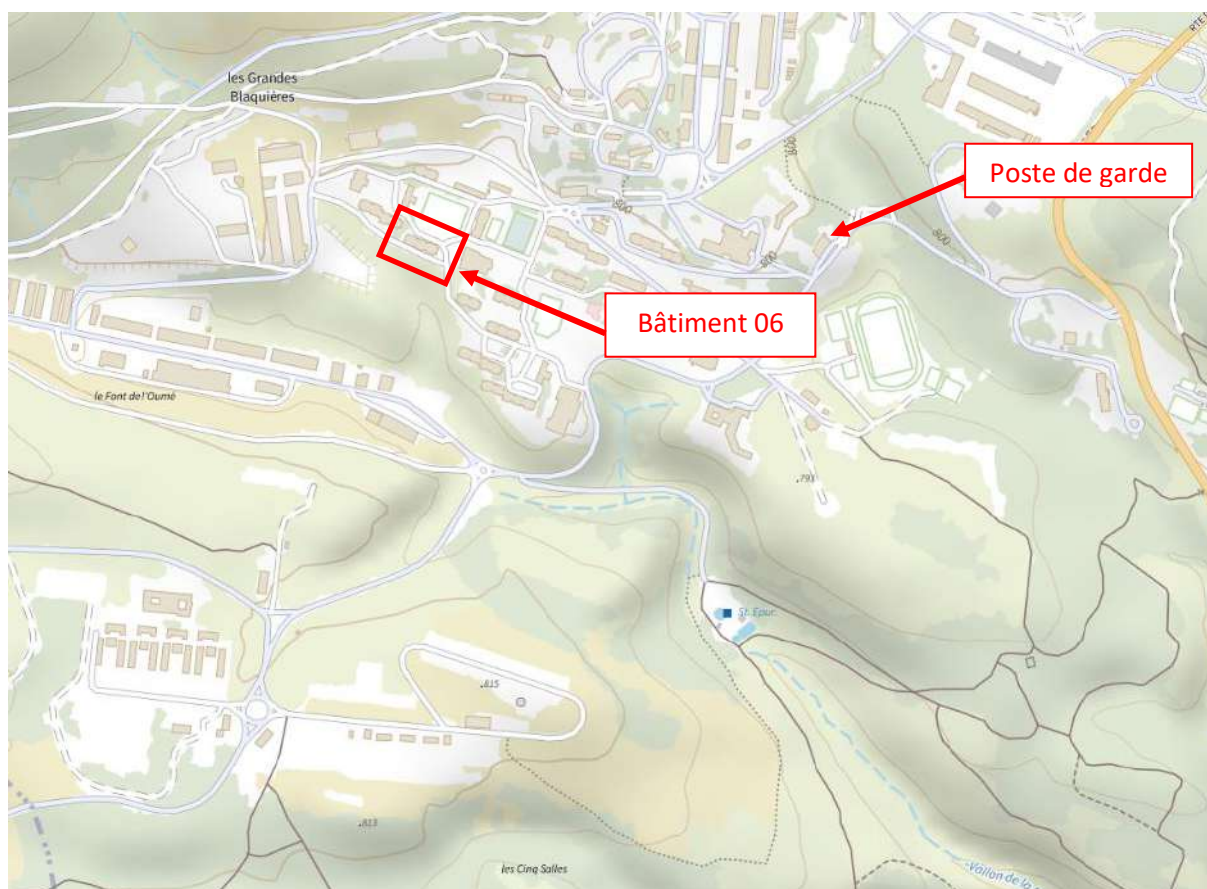 RTE
les Grandes
Blaquières
800
Poste de garde
800
800
800
Bâtiment 06
le Font de l'Oumé
.793
St. Epur.
.815
.813
les Cinq Salles
Vallon de la